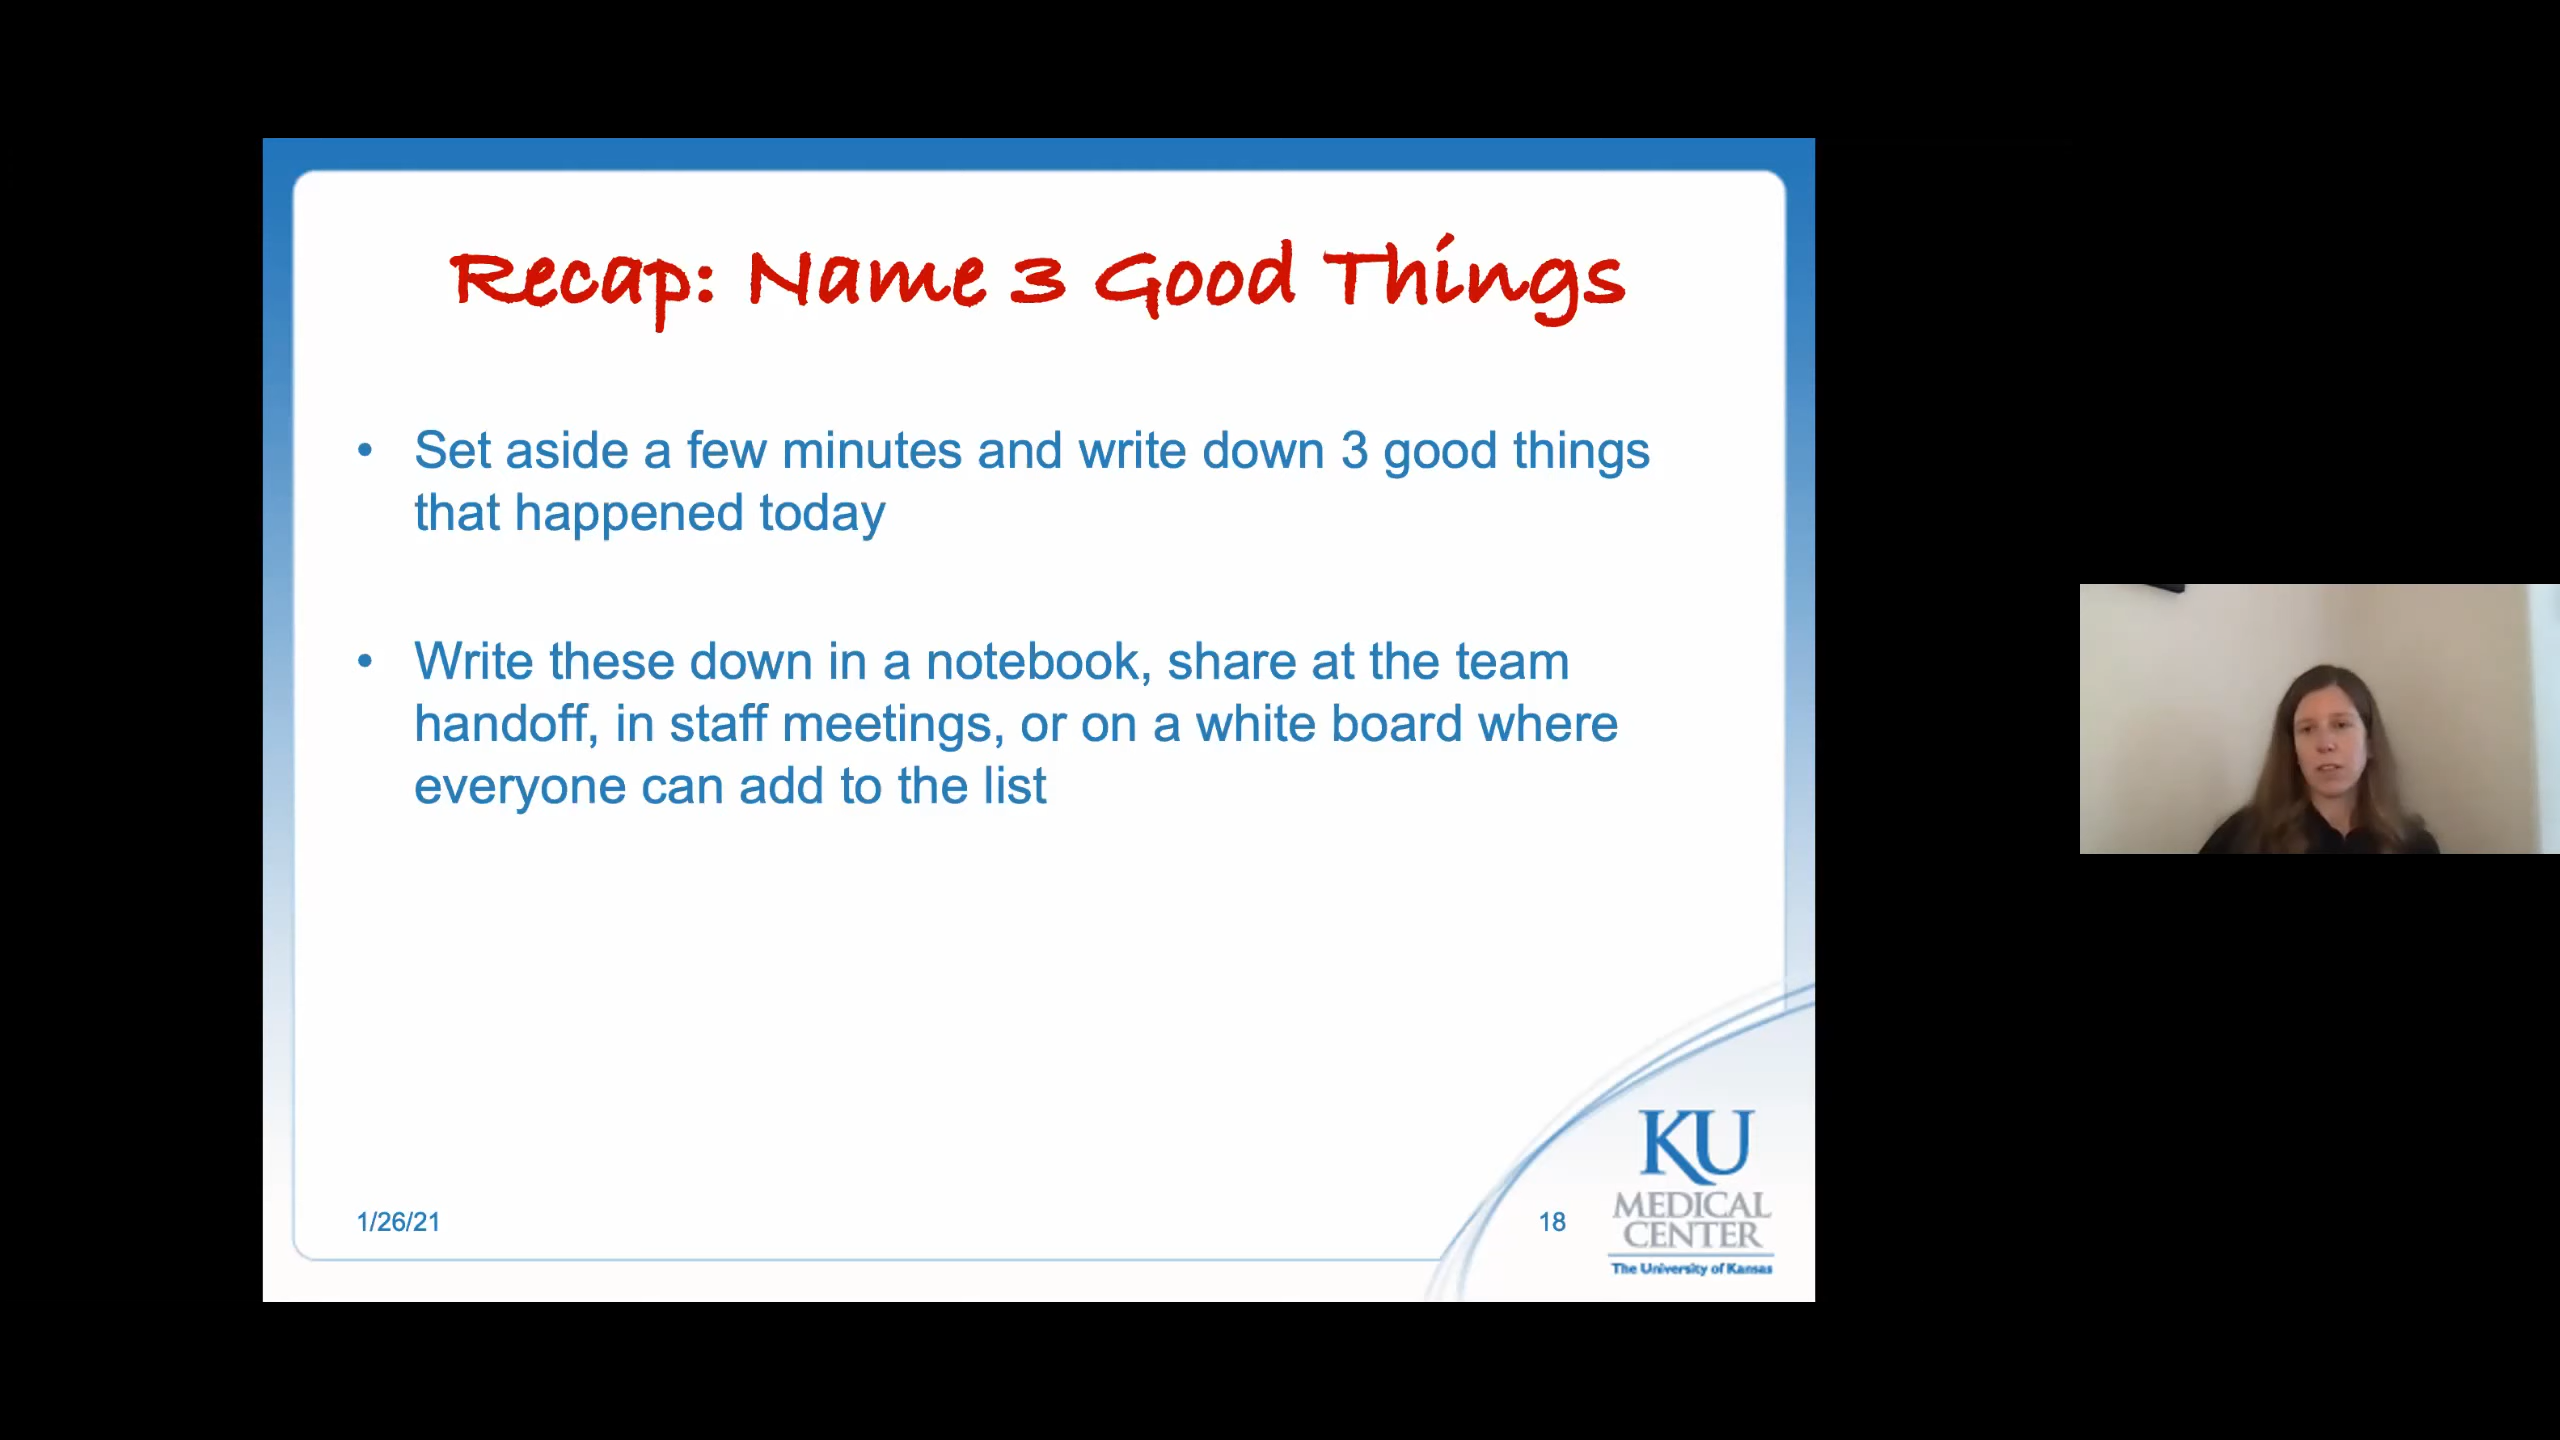 Recap: Name 3 Good Things
• Set aside a few minutes and write down 3 good things
that happened today
• Write these down in a notebook, share at the team
handoff, in staff meetings, or on a white board where
everyone can add to the list
1/26/21
18
KU
MEDICAL
CENTER
The University of Kansas